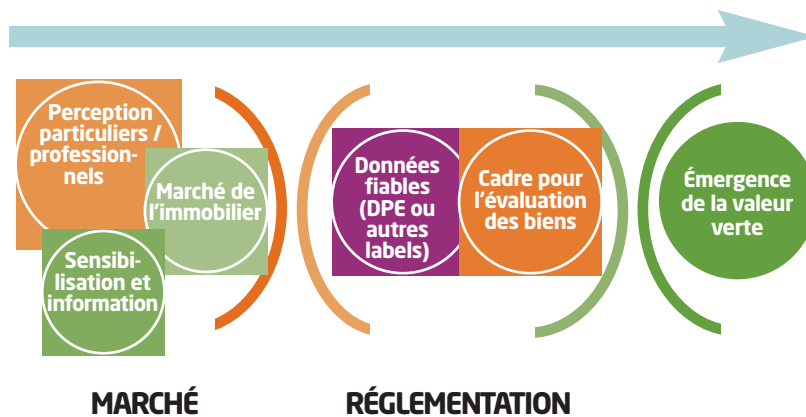 Perception
particuliers /
profession-
nels
Marché de
l'immobilier
Sensibi-
lisation et
information
Données
fiables
(DPE ou
autres
labels)
Cadre pour
l'évaluation
des biens
Émergence
de la valeur
verte
MARCHÉ
RÉGLEMENTATION